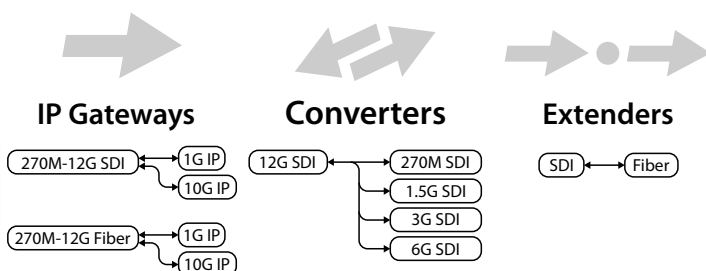 IP Gateways
270M-12G SDI
1G IP
10G IP
270M-12G Fiber
1G IP
10G IP
Converters
12G SDI
270M SDI
1.5G SDI
3G SDI
6G SDI
Extenders
SDI
Fiber